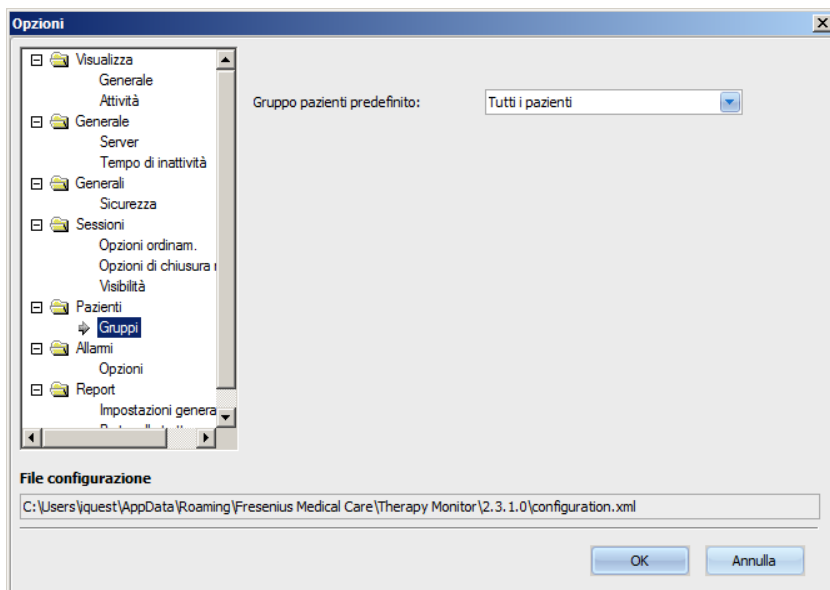 Opzioni
Visualizza
Generale
Attività
Generale
Server
Tempo di inattività
Generali
Sicurezza
Sessioni
Opzioni ordinam.
Opzioni di chiusura
Visibilità
Pazienti
Gruppi
Allarmi
Opzioni
Report
Impostazioni genera
Gruppo pazienti predefinito:
Tutti i pazienti
File configurazione
C:\Users\iquest\AppData\Roaming\Fresenius Medical Care\Therapy Monitor\2.3.1.0\configuration.xml
OK
Annulla